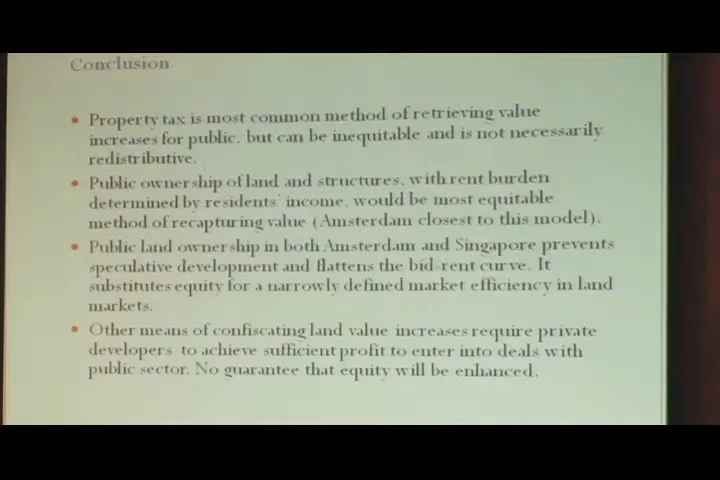 Conclusion
• Property tax is most common method of retrieving value
increases for public, but can be inequitable and is not necessarily
redistributive.
• Public ownership of land and structures, with rent burden
determined by residents' income, would be most equitable
method of recapturing value (Amsterdam closest to this model).
• Public land ownership in both Amsterdam and Singapore prevents
speculative development and flattens the bid-rent curve. It
substitutes equity for a narrowly defined market efficiency in land
markets.
• Other means of confiscating land value increases require private
developers to achieve sufficient profit to enter into deals with
public sector. No guarantee that equity will be enhanced.